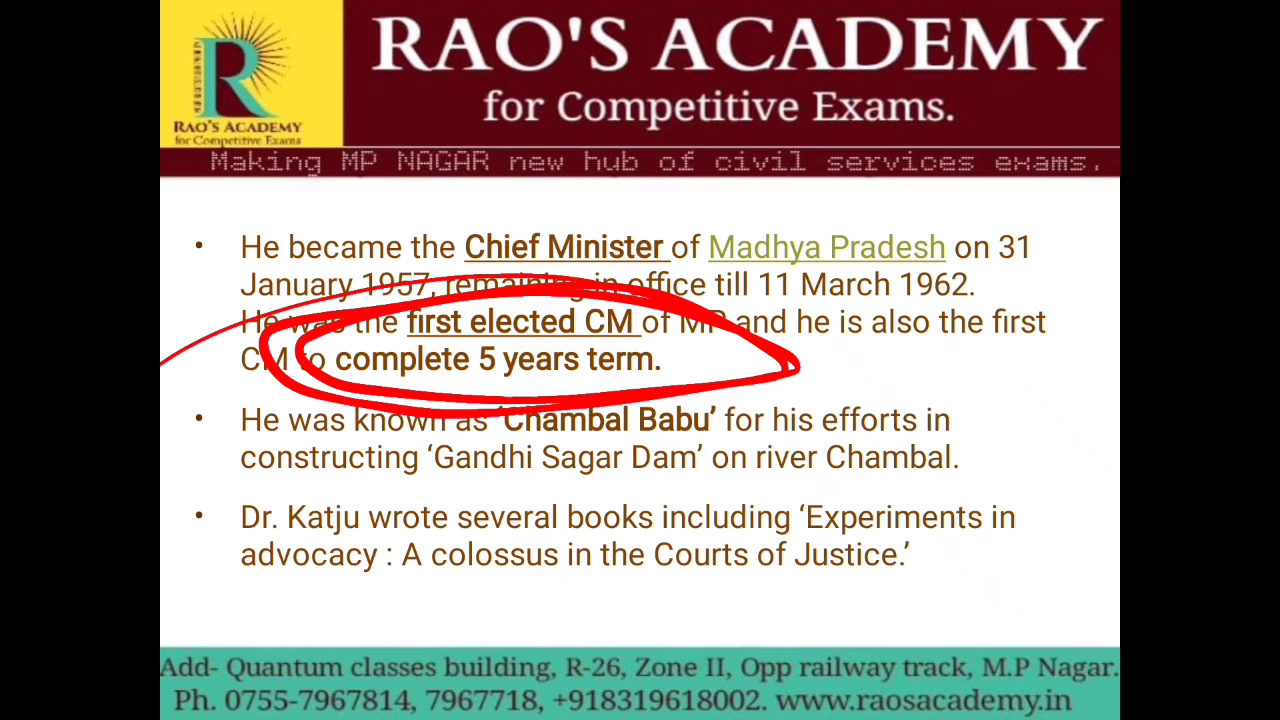 RAO'S ACADEMY
for Competitive Exams.
R
RAO'S ACADEMY
for Competitive Exams
Making MP NAGAR new hub of civil services exams.
• He became the Chief Minister of Madhya Pradesh on 31
January 1957, remaining in office till 11 March 1962.
He was the first elected CM of MP and he is also the first
CM to complete 5 years term.
• He was known as ‘Chambal Babu’ for his efforts in
constructing ‘Gandhi Sagar Dam’ on river Chambal.
• Dr. Katju wrote several books including ‘Experiments in
advocacy : A colossus in the Courts of Justice.’
Add- Quantum classes building, R-26, Zone II, Opp railway track, M.P Nagar.
Ph. 0755-7967814, 7967718, +918319618002. www.raosacademy.in